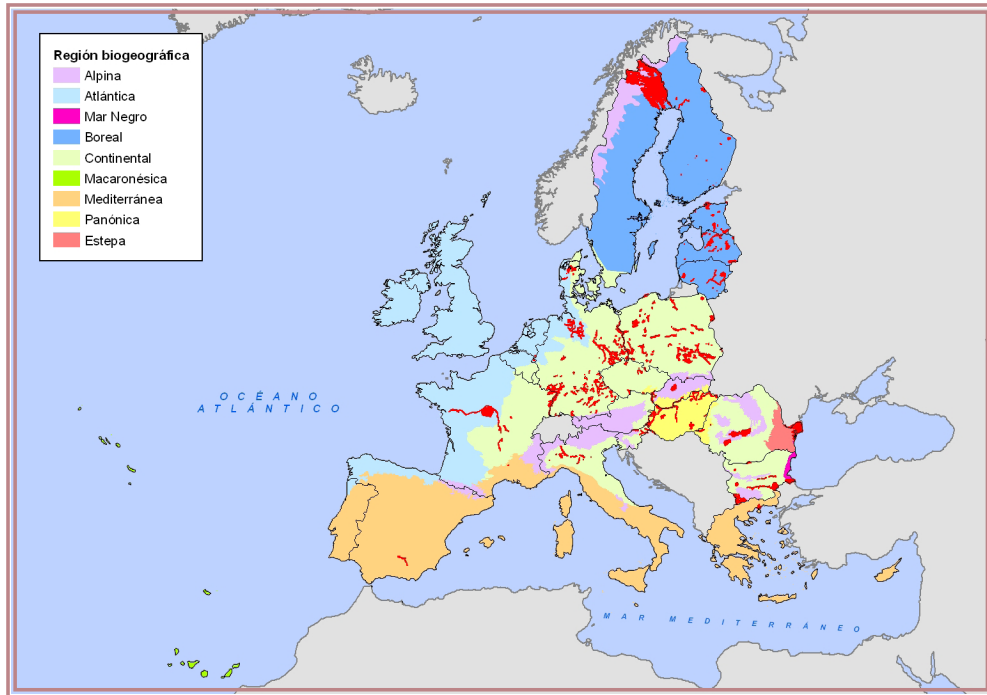 Región biogeográfica
Alpina
Atlántica
Mar Negro
Boreal
Continental
Macaronésica
Mediterránea
Panónica
Estepa
OCÉANO
ATLÁNTICO
MAR MEDITERRÁNEO